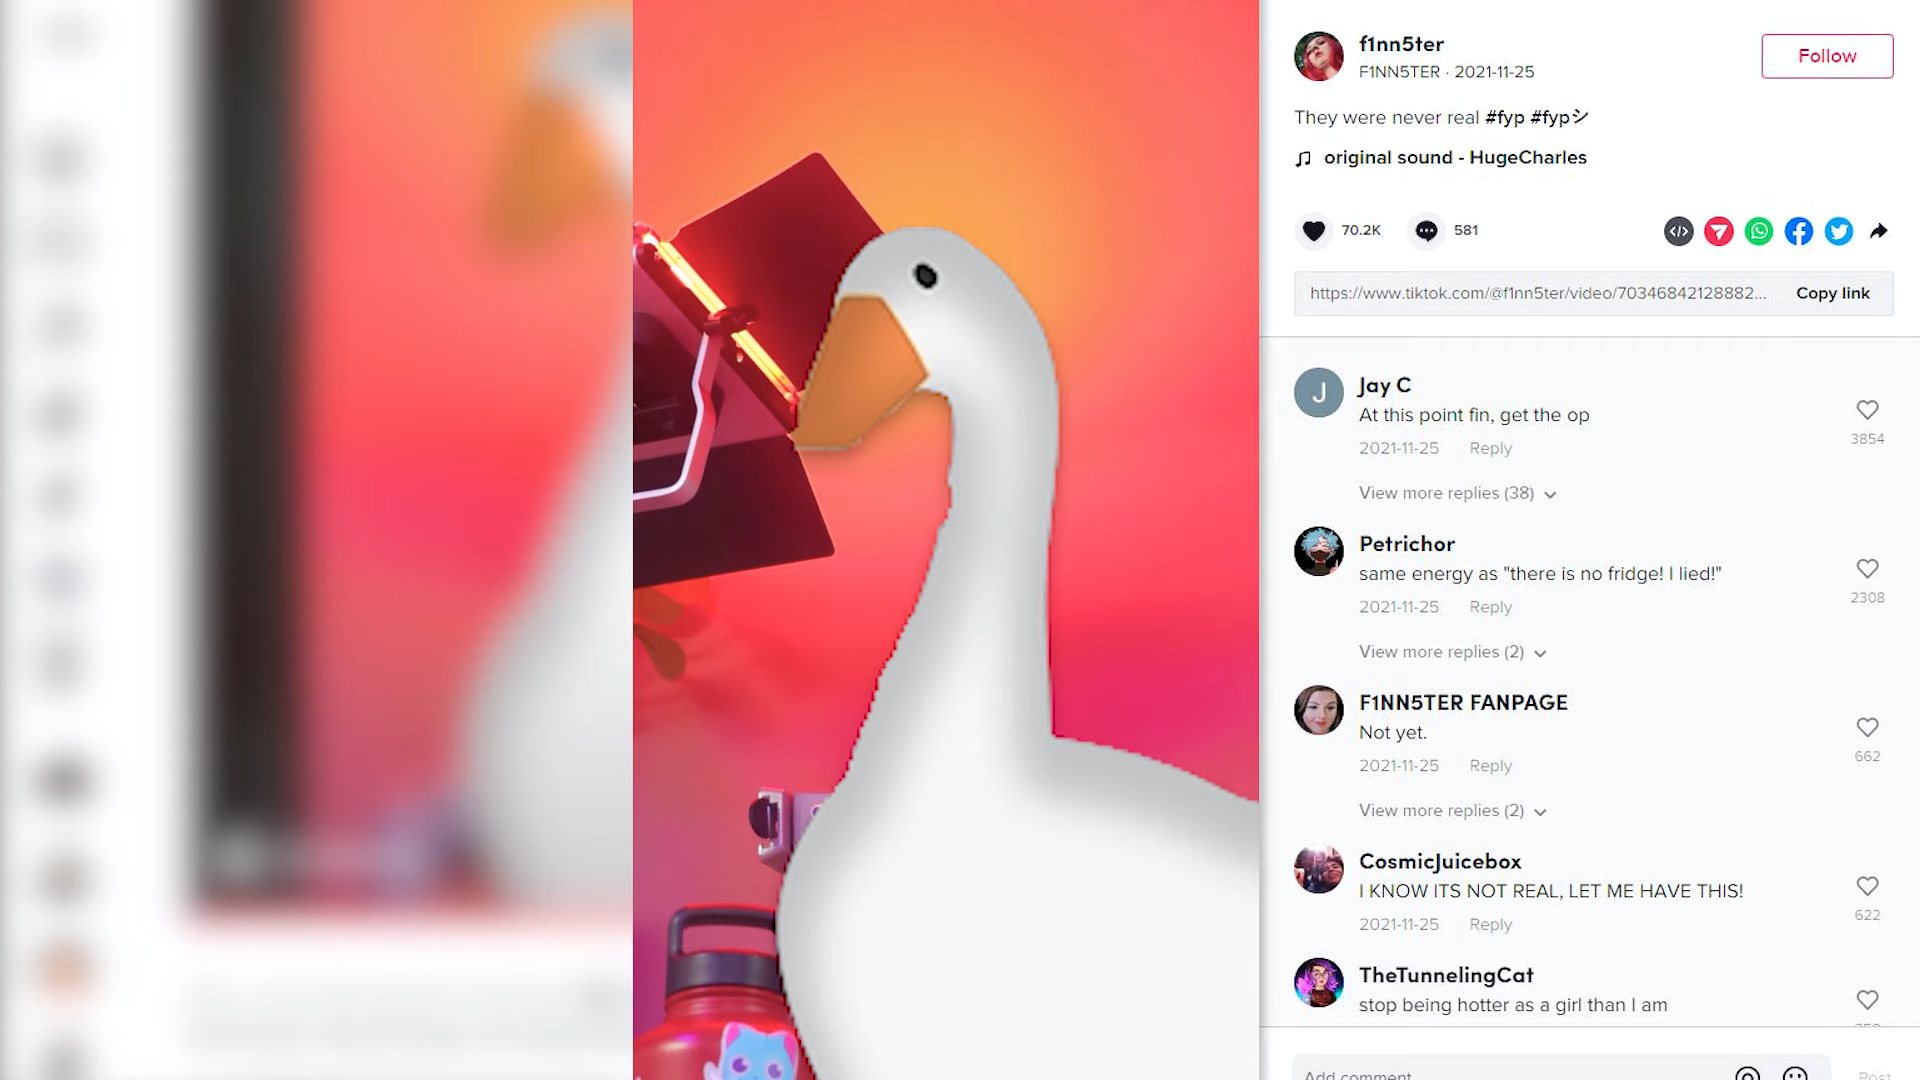 f1nn5ter
F1NN5TER · 2021-11-25
Follow
They were never real #fyp #fypシ
original sound - HugeCharles
70.2K
581
https://www.tiktok.com/@f1nn5ter/video/70346842128882...
Copy link
J
Jay C
At this point fin, get the op
3854
2021-11-25 Reply
View more replies (38)
Petrichor
same energy as "there is no fridge! I lied!"
2308
2021-11-25 Reply
View more replies (2)
F1NN5TER FANPAGE
Not yet.
662
2021-11-25 Reply
View more replies (2)
CosmicJuicebox
I KNOW ITS NOT REAL, LET ME HAVE THIS!
622
2021-11-25 Reply
TheTunnelingCat
stop being hotter as a girl than I am
Add comment...
Post